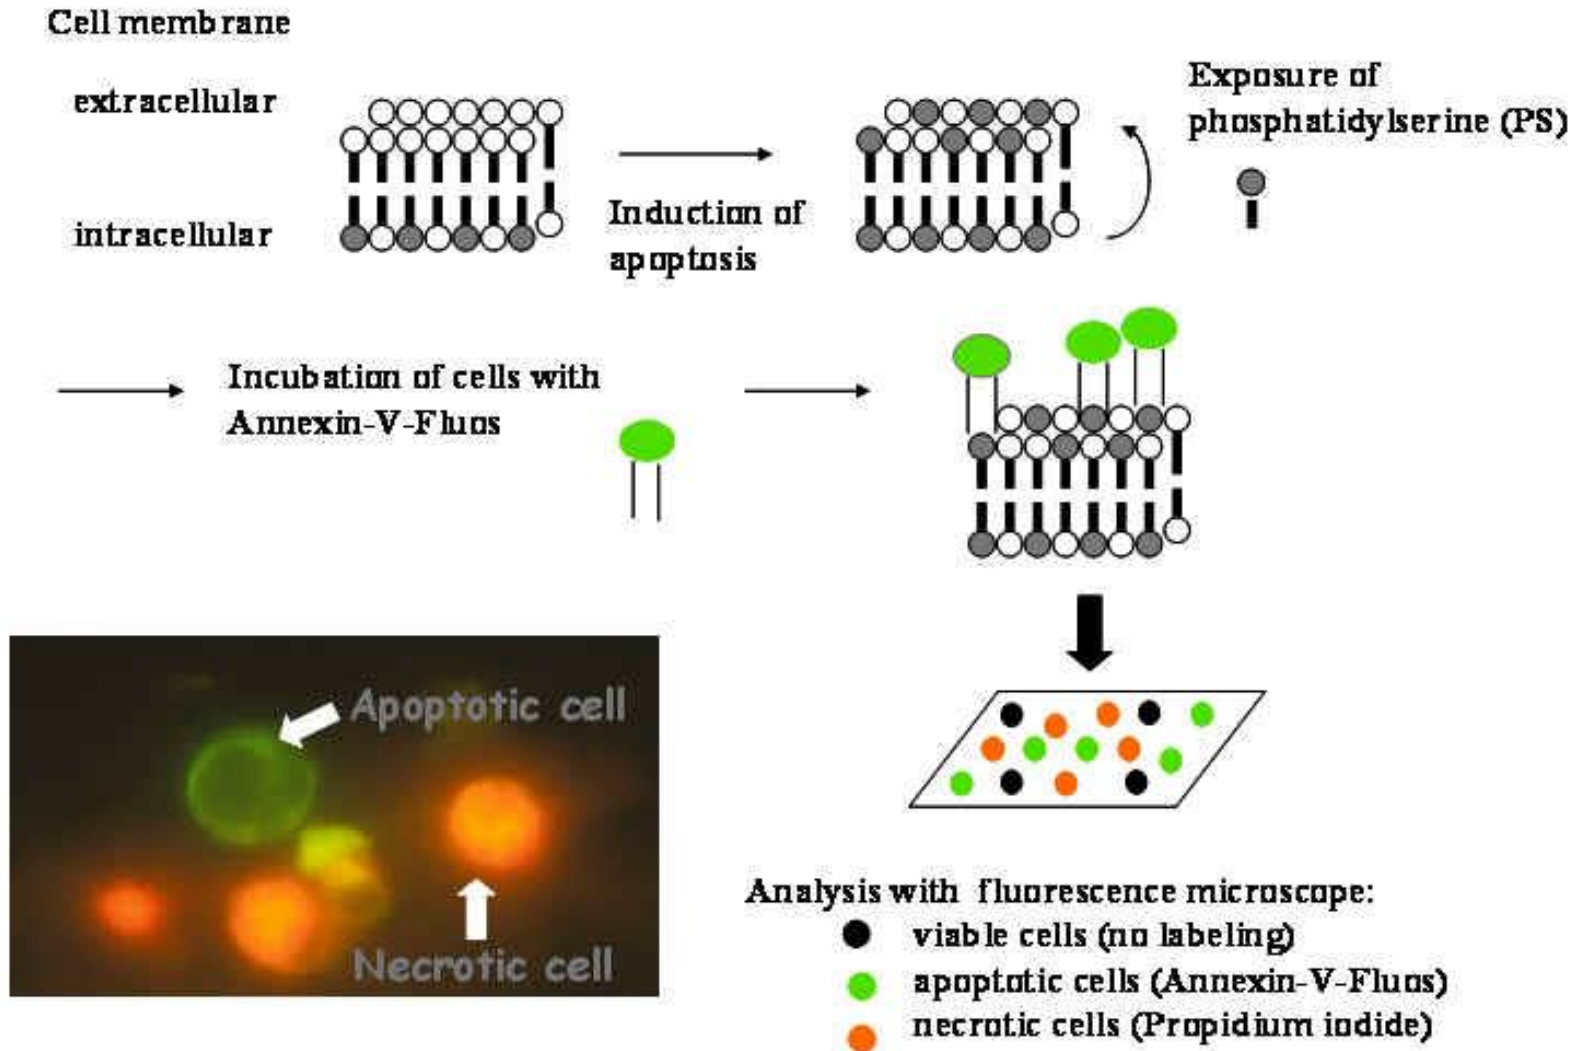 Cell membrane
extracellular
intracellular
Induction of
apoptosis
Exposure of
phosphatidylserine (PS)
Incubation of cells with
Annexin-V-Fluos
Apoptotic cell
Necrotic cell
Analysis with fluorescence microscope:
viable cells (no labeling)
apoptotic cells (Annexin-V-Fluos)
necrotic cells (Propidium iodide)